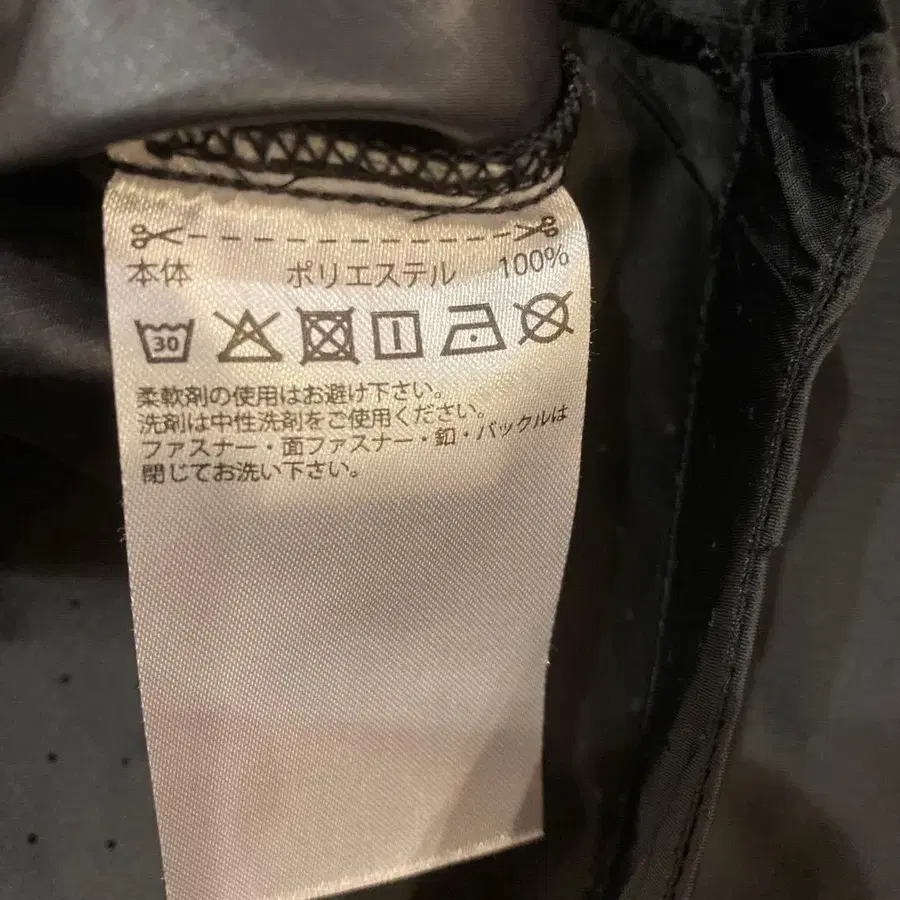 本体 ポリエステル 100%
30
柔軟剤の使用はお避け下さい。
洗剤は中性洗剤をご使用ください。
ファスナー・面ファスナー・釦・バックルは
閉じてお洗い下さい。